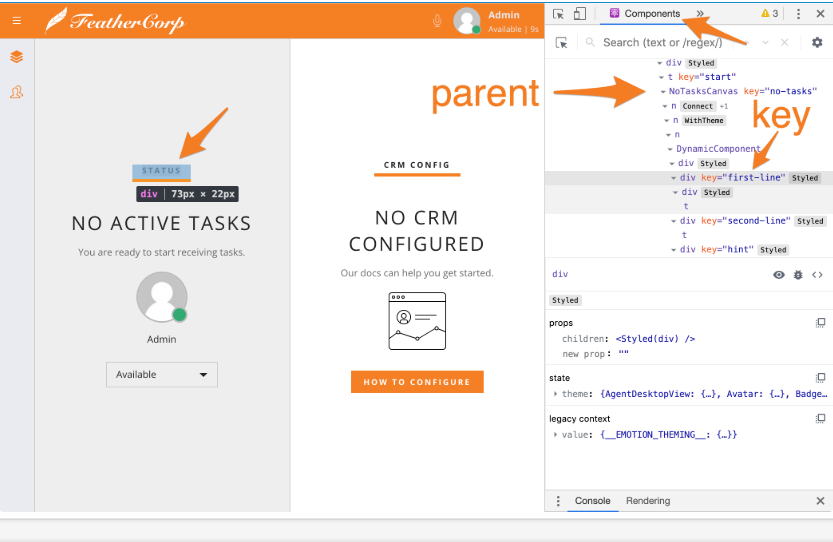 FeatherCorp
Admin
Available | 9s
STATUS
div | 73px × 22px
NO ACTIVE TASKS
You are ready to start receiving tasks.
Admin
Available
CRM CONFIG
NO CRM
CONFIGURED
Our docs can help you get started.
HOW TO CONFIGURE
parent
key
Components
»
3
Search (text or /regex/)
div Styled
t key="start"
NoTasksCanvas key="no-tasks"
n Connect +1
n WithTheme
n
DynamicComponent
div Styled
div key="first-line" Styled
div Styled
t
div key="second-line" Styled
t
div key="hint" Styled
div
Styled
props
children: <Styled(div) />
new prop: ""
state
theme: {AgentDesktopView: {…}, Avatar: {…}, Badge…
legacy context
value: {__EMOTION_THEMING__: {…}}
Console Rendering